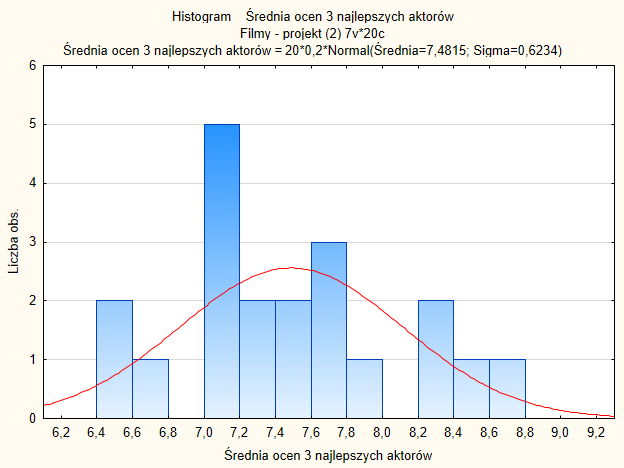 Histogram Średnia ocen 3 najlepszych aktorów
Filmy - projekt (2) 7v*20c
Średnia ocen 3 najlepszych aktorów = 20*0,2*Normal(Średnia=7,4815; Sigma=0,6234)
6
5
4
3
2
1
0
Liczba obs.
6,2 6,4 6,6 6,8 7,0 7,2 7,4 7,6 7,8 8,0 8,2 8,4 8,6 8,8 9,0 9,2
Średnia ocen 3 najlepszych aktorów